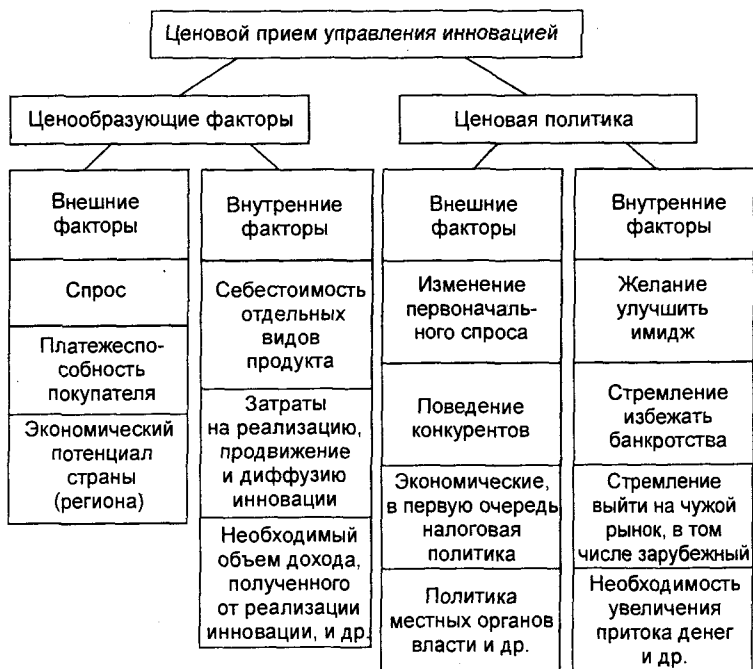 Ценовой прием управления инновацией
Ценообразующие факторы
Ценовая политика
Внешние
факторы
Спрос
Платежеспо-
собность
покупателя
Экономический
потенциал
страны
(региона)
Внутренние
факторы
Себестоимость
отдельных
видов
продукта
Затраты
на реализацию,
продвижение
и диффузию
инновации
Необходимый
объем дохода,
полученного
от реализации
инновации, и др.
Внешние
факторы
Изменение
первоначаль-
ного спроса
Поведение
конкурентов
Экономические,
в первую очередь
налоговая
политика
Политика
местных органов
власти и др.
Внутренние
факторы
Желание
улучшить
имидж
Стремление
избежать
банкротства
Стремление
выйти на чужой
рынок, в том
числе зарубежный
Необходимость
увеличения
притока денег
и др.